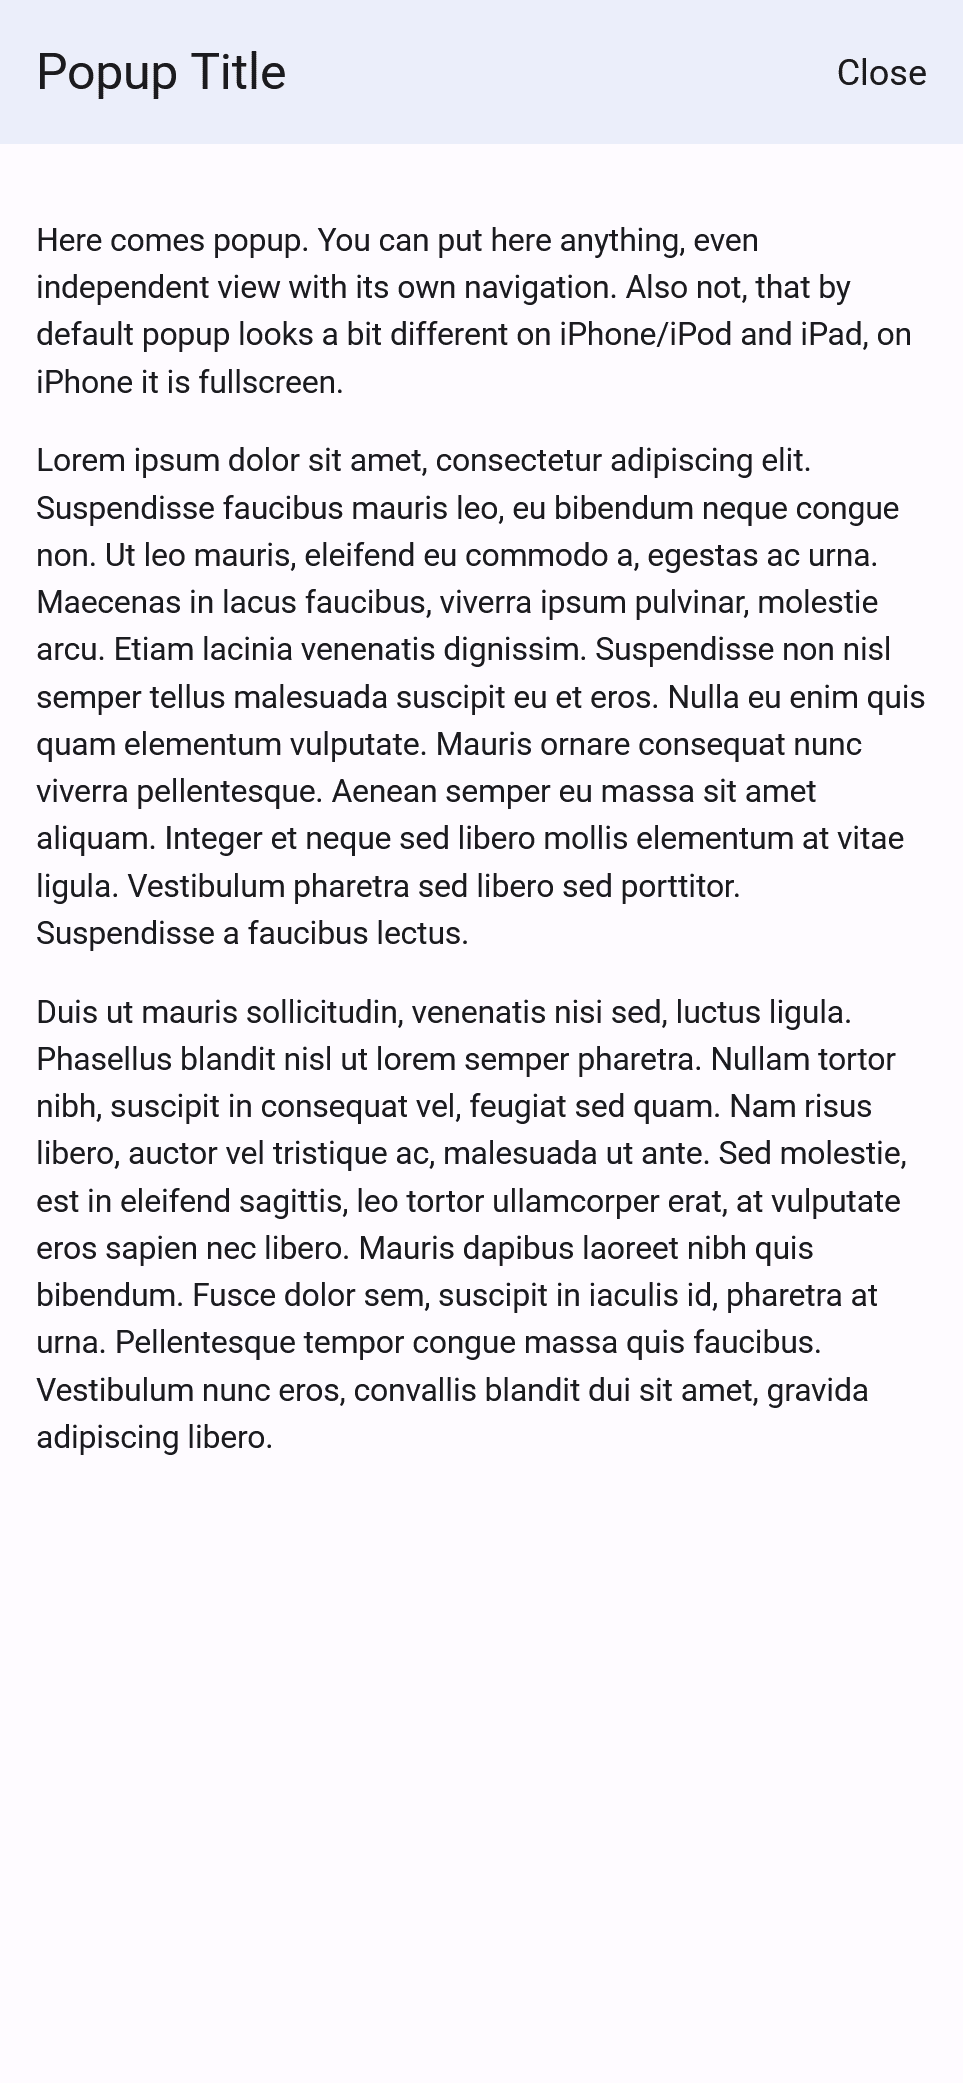 Popup Title
Close
Here comes popup. You can put here anything, even
independent view with its own navigation. Also not, that by
default popup looks a bit different on iPhone/iPod and iPad, on
iPhone it is fullscreen.
Lorem ipsum dolor sit amet, consectetur adipiscing elit.
Suspendisse faucibus mauris leo, eu bibendum neque congue
non. Ut leo mauris, eleifend eu commodo a, egestas ac urna.
Maecenas in lacus faucibus, viverra ipsum pulvinar, molestie
arcu. Etiam lacinia venenatis dignissim. Suspendisse non nisl
semper tellus malesuada suscipit eu et eros. Nulla eu enim quis
quam elementum vulputate. Mauris ornare consequat nunc
viverra pellentesque. Aenean semper eu massa sit amet
aliquam. Integer et neque sed libero mollis elementum at vitae
ligula. Vestibulum pharetra sed libero sed porttitor.
Suspendisse a faucibus lectus.
Duis ut mauris sollicitudin, venenatis nisi sed, luctus ligula.
Phasellus blandit nisl ut lorem semper pharetra. Nullam tortor
nibh, suscipit in consequat vel, feugiat sed quam. Nam risus
libero, auctor vel tristique ac, malesuada ut ante. Sed molestie,
est in eleifend sagittis, leo tortor ullamcorper erat, at vulputate
eros sapien nec libero. Mauris dapibus laoreet nibh quis
bibendum. Fusce dolor sem, suscipit in iaculis id, pharetra at
urna. Pellentesque tempor congue massa quis faucibus.
Vestibulum nunc eros, convallis blandit dui sit amet, gravida
adipiscing libero.